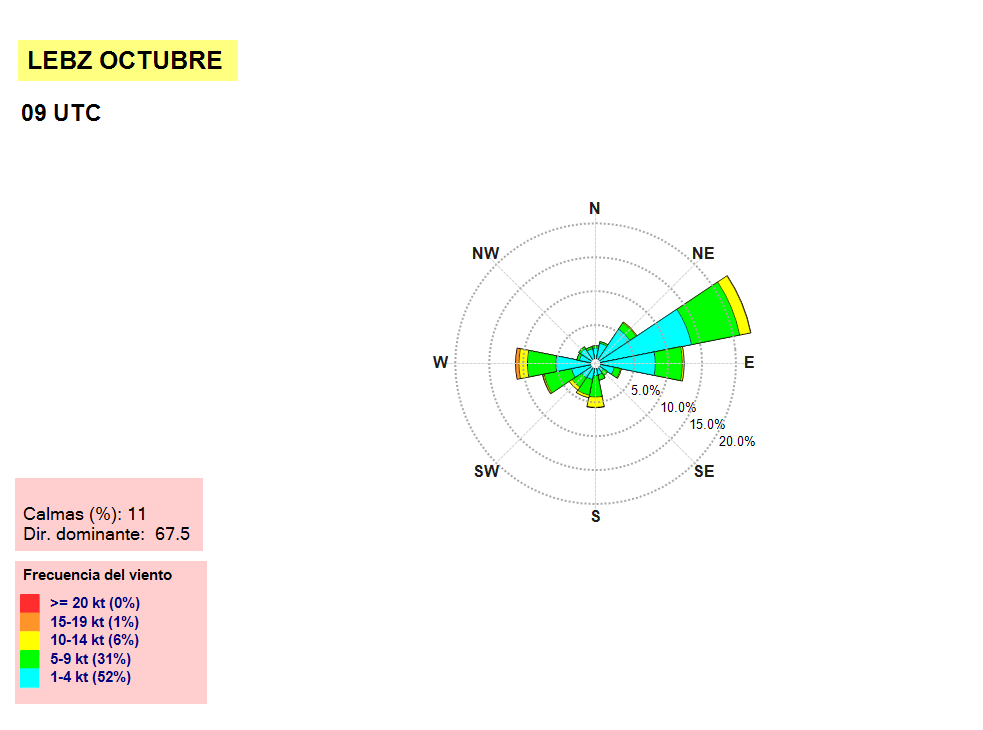 LEBZ OCTUBRE
09 UTC
N
NW
NE
W
E
5.0%
10.0%
15.0%
20.0%
SW
SE
S
Calmas (%): 11
Dir. dominante: 67.5
Frecuencia del viento
>= 20 kt (0%)
15-19 kt (1%)
10-14 kt (6%)
5-9 kt (31%)
1-4 kt (52%)